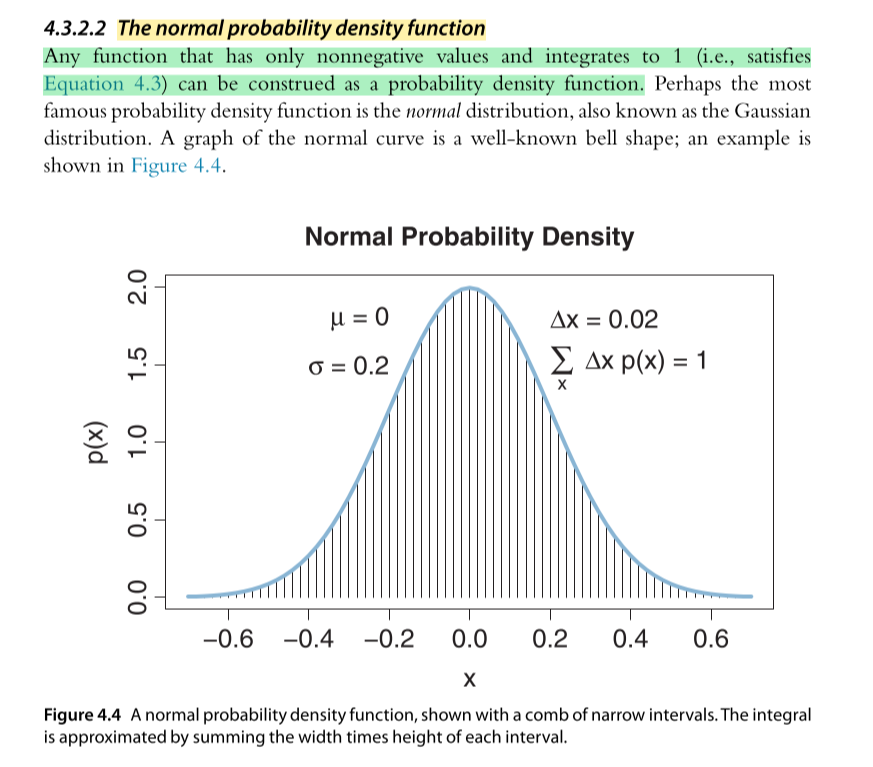 4.3.2.2 The normal probability density function
Any function that has only nonnegative values and integrates to 1 (i.e., satisfies
Equation 4.3) can be construed as a probability density function. Perhaps the most
famous probability density function is the normal distribution, also known as the Gaussian
distribution. A graph of the normal curve is a well-known bell shape; an example is
shown in Figure 4.4.
Normal Probability Density
μ = 0
σ = 0.2
Δx = 0.02
∑ Δx p(x) = 1
x
p(x)
2.0
1.5
1.0
0.5
0.0
−0.6 −0.4 −0.2 0.0 0.2 0.4 0.6
x
Figure 4.4 A normal probability density function, shown with a comb of narrow intervals. The integral
is approximated by summing the width times height of each interval.